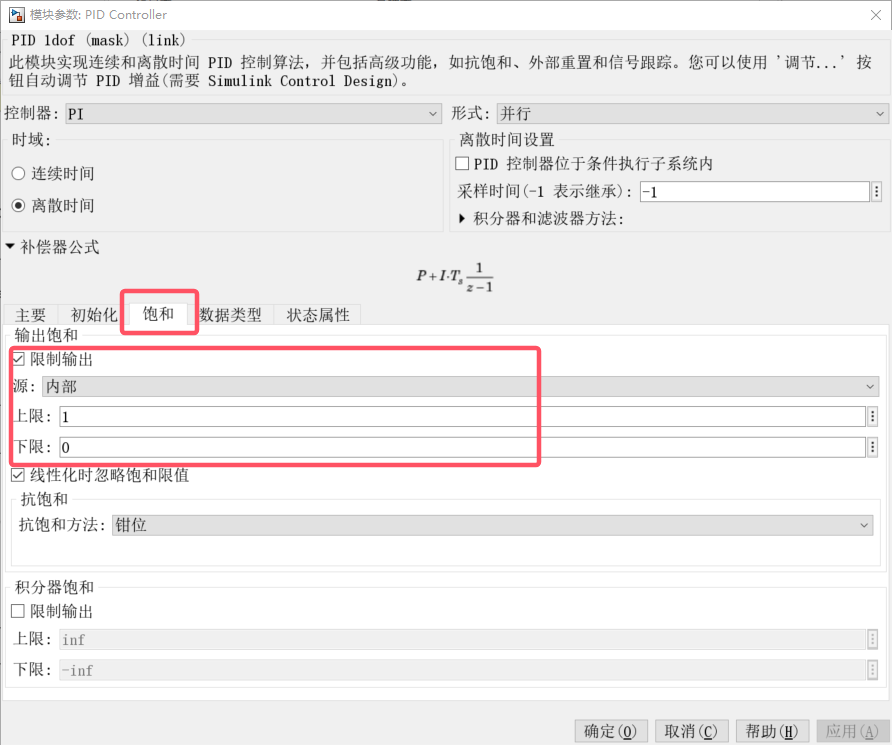 模块参数: PID Controller
PID 1dof (mask) (link)
此模块实现连续和离散时间 PID 控制算法，并包括高级功能，如抗饱和、外部重置和信号跟踪。您可以使用 '调节...' 按
钮自动调节 PID 增益(需要 Simulink Control Design)。
控制器: PI 形式: 并行
时域:
离散时间设置
PID 控制器位于条件执行子系统内
连续时间
采样时间(-1 表示继承): -1
离散时间
积分器和滤波器方法:
补偿器公式
P+I·Ts 1/(z−1)
主要 初始化 饱和 数据类型 状态属性
输出饱和
限制输出
源: 内部
上限: 1
下限: 0
线性化时忽略饱和限值
抗饱和
抗饱和方法: 钳位
积分器饱和
限制输出
上限: inf
下限: -inf
确定(O) 取消(C) 帮助(H) 应用(A)